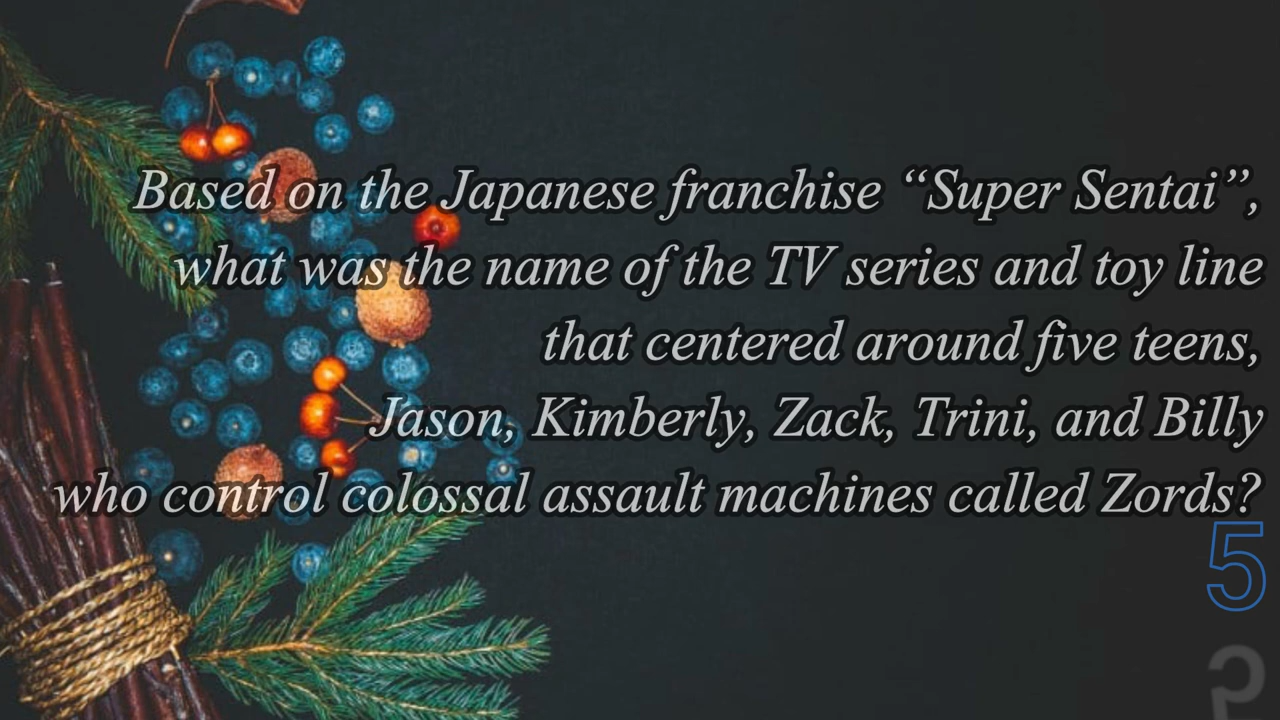 Based on the Japanese franchise “Super Sentai”,
what was the name of the TV series and toy line
that centered around five teens,
Jason, Kimberly, Zack, Trini, and Billy
who control colossal assault machines called Zords?
5